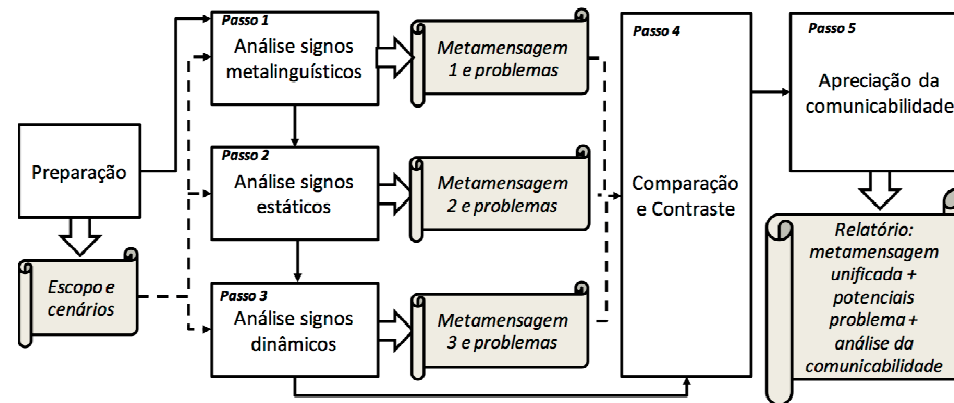 Preparação
Escopo e
cenários
Passo 1
Análise signos
metalinguísticos
Metamensagem
1 e problemas
Passo 2
Análise signos
estáticos
Metamensagem
2 e problemas
Passo 3
Análise signos
dinâmicos
Metamensagem
3 e problemas
Passo 4
Comparação
e Contraste
Passo 5
Apreciação da
comunicabilidade
Relatório:
metamensagem
unificada +
potenciais
problema +
análise da
comunicabilidade